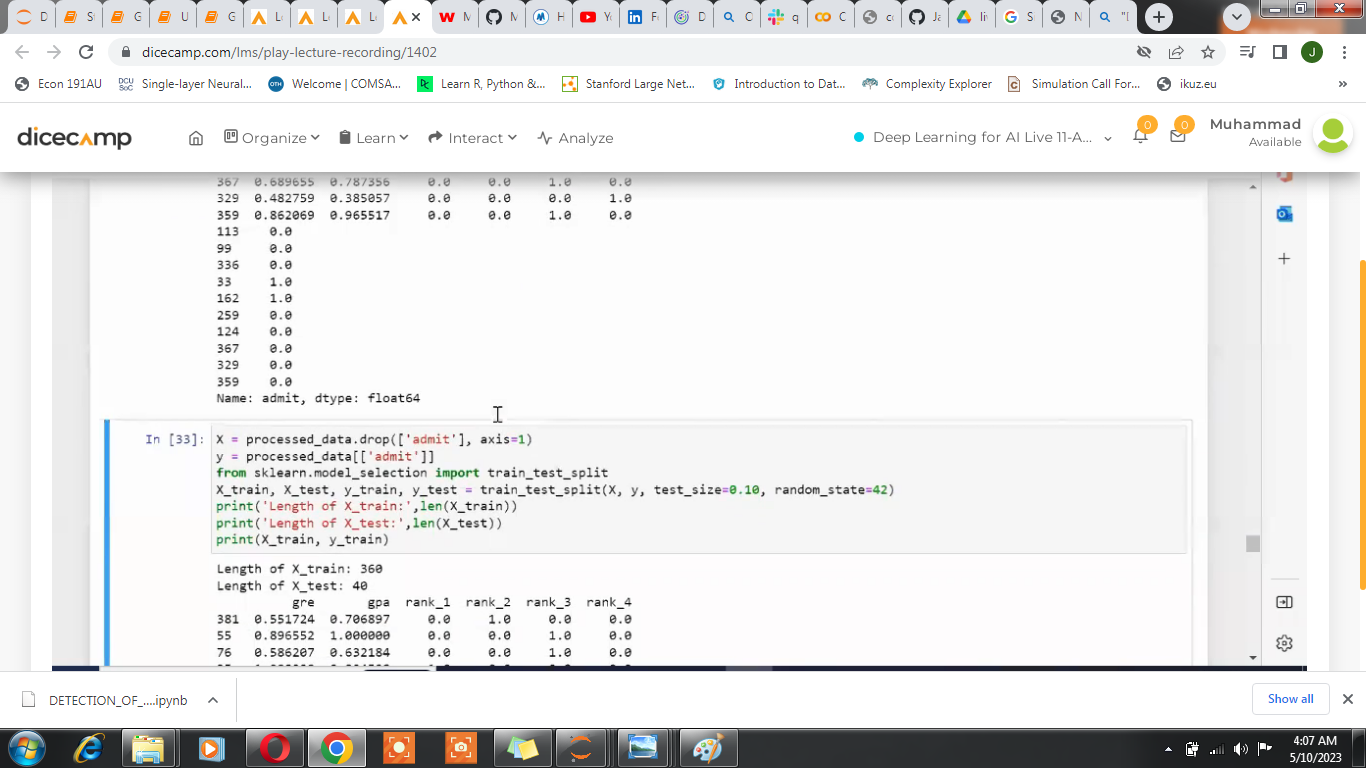 D
S
G
U
G
L
L
L
M
M
H
Yo
Fe
D
C
q
C
co
Ja
li
S
N
"D
dicecamp.com/lms/play-lecture-recording/1402
J
Econ 191AU
DCU SoC
Single-layer Neural...
OTH
Welcome | COMSA...
Learn R, Python &...
Stanford Large Net...
Introduction to Dat...
Complexity Explorer
Simulation Call For...
ikuz.eu
»
dicecamp
Organize
Learn
Interact
Analyze
Deep Learning for AI Live 11-A...
0
0
Muhammad
Available
367 0.689655 0.787356 0.0 0.0 1.0 0.0
329 0.482759 0.385057 0.0 0.0 0.0 1.0
359 0.862069 0.965517 0.0 0.0 1.0 0.0
113 0.0
99 0.0
336 0.0
33 1.0
162 1.0
259 0.0
124 0.0
367 0.0
329 0.0
359 0.0
Name: admit, dtype: float64
In [33]:
X = processed_data.drop(['admit'], axis=1)
y = processed_data[['admit']]
from sklearn.model_selection import train_test_split
X_train, X_test, y_train, y_test = train_test_split(X, y, test_size=0.10, random_state=42)
print('Length of X_train:',len(X_train))
print('Length of X_test:',len(X_test))
print(X_train, y_train)
Length of X_train: 360
Length of X_test: 40
gre gpa rank_1 rank_2 rank_3 rank_4
381 0.551724 0.706897 0.0 1.0 0.0 0.0
55 0.896552 1.000000 0.0 0.0 1.0 0.0
76 0.586207 0.632184 0.0 0.0 1.0 0.0
DETECTION_OF_....ipynb
Show all
4:07 AM
5/10/2023